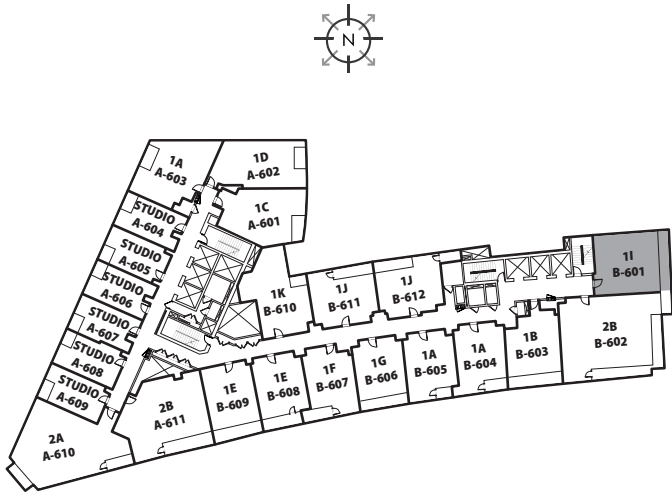 N
1A
A-603
1D
A-602
1C
A-601
STUDIO
A-604
STUDIO
A-605
STUDIO
A-606
STUDIO
A-607
STUDIO
A-608
STUDIO
A-609
2A
A-610
2B
A-611
1K
B-610
1J
B-611
1J
B-612
1I
B-601
2B
B-602
1B
B-603
1A
B-604
1A
B-605
1G
B-606
1F
B-607
1E
B-608
1E
B-609